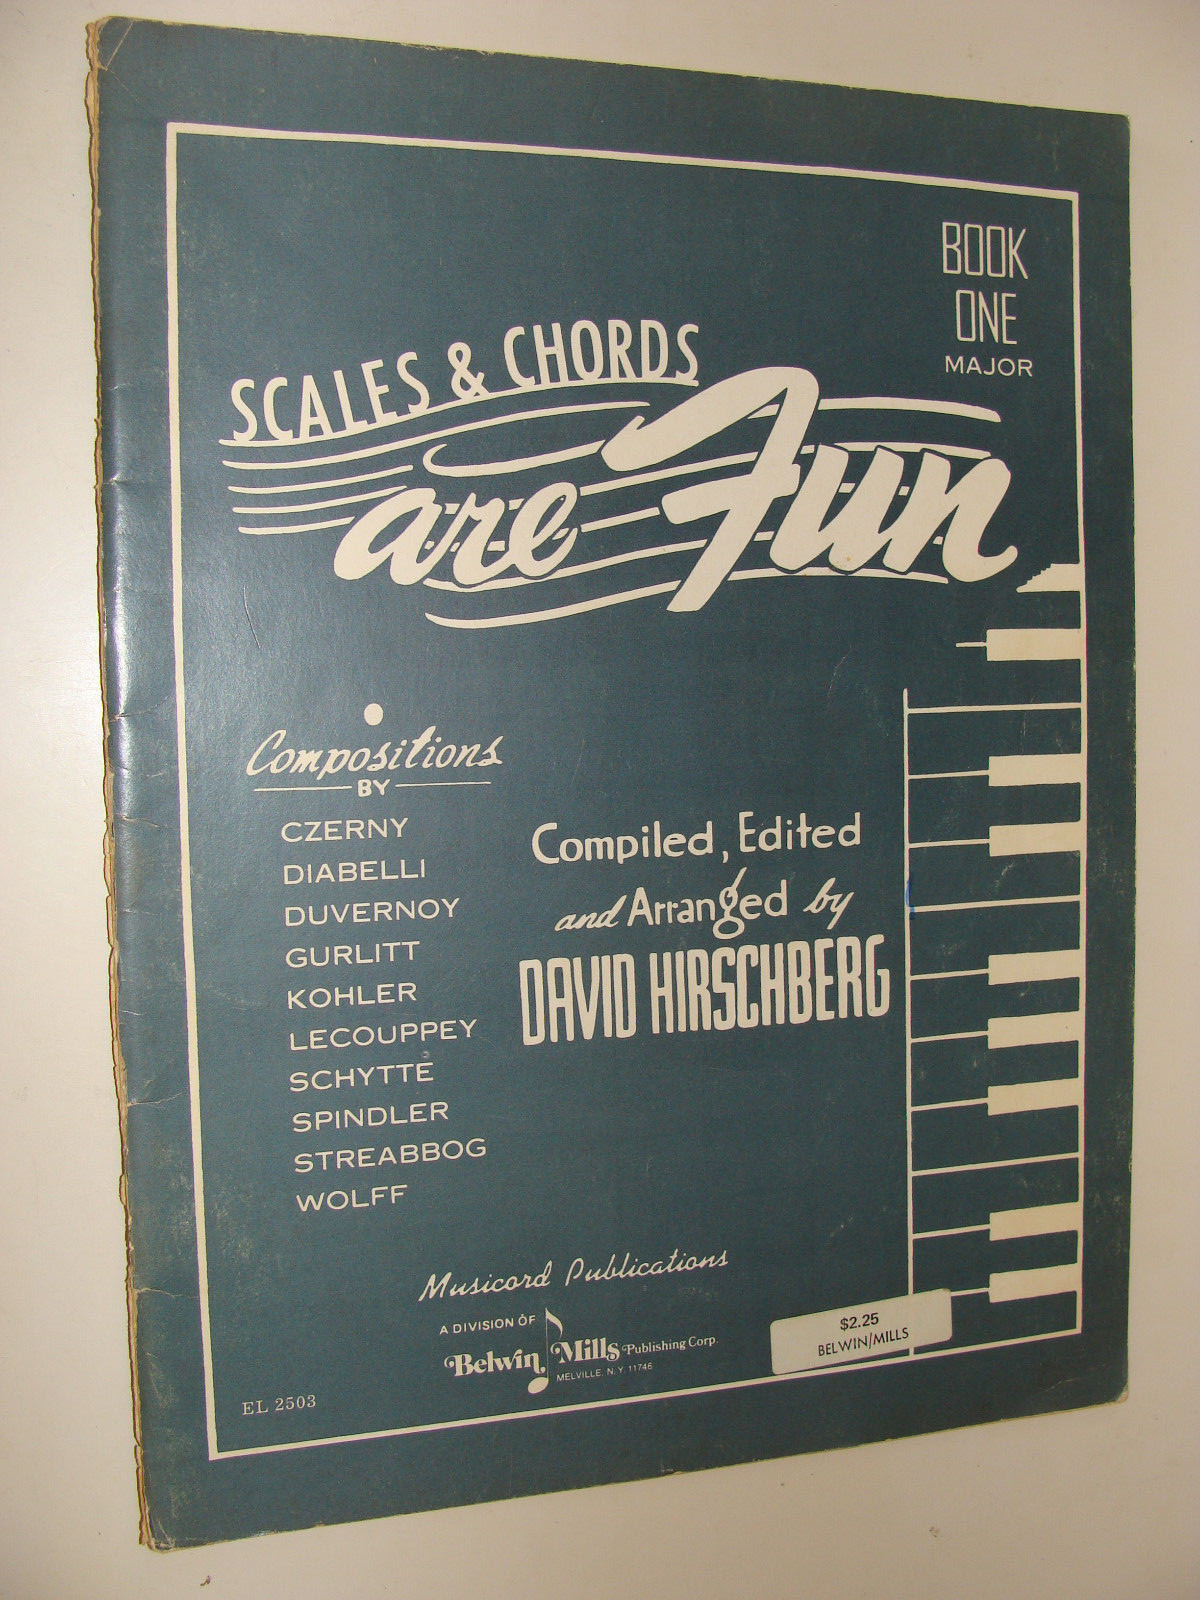 BOOK
ONE
MAJOR
SCALES & CHORDS
are Fun
Compositions
BY
CZERNY
DIABELLI
DUVERNOY
GURLITT
KOHLER
LECOUPPEY
SCHYTTE
SPINDLER
STREABBOG
WOLFF
Compiled, Edited
and Arranged by
DAVID HIRSCHBERG
Musicord Publications
A DIVISION OF
Belwin Mills Publishing Corp.
MELVILLE, N.Y. 11746
$2.25
BELWIN/MILLS
EL 2503